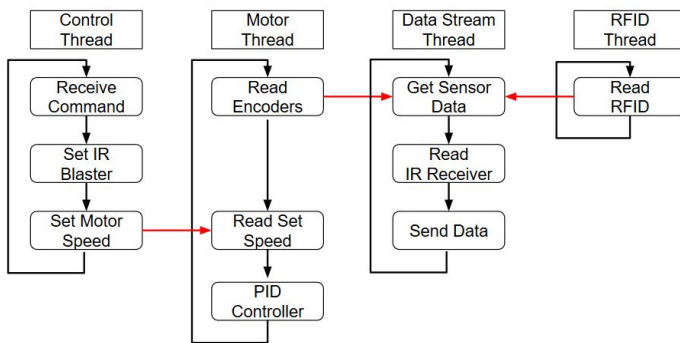 Control
Thread
Motor
Thread
Data Stream
Thread
RFID
Thread
Receive
Command
Read
Encoders
Get Sensor
Data
Read
RFID
Set IR
Blaster
Read
IR Receiver
Set Motor
Speed
Read Set
Speed
Send Data
PID
Controller